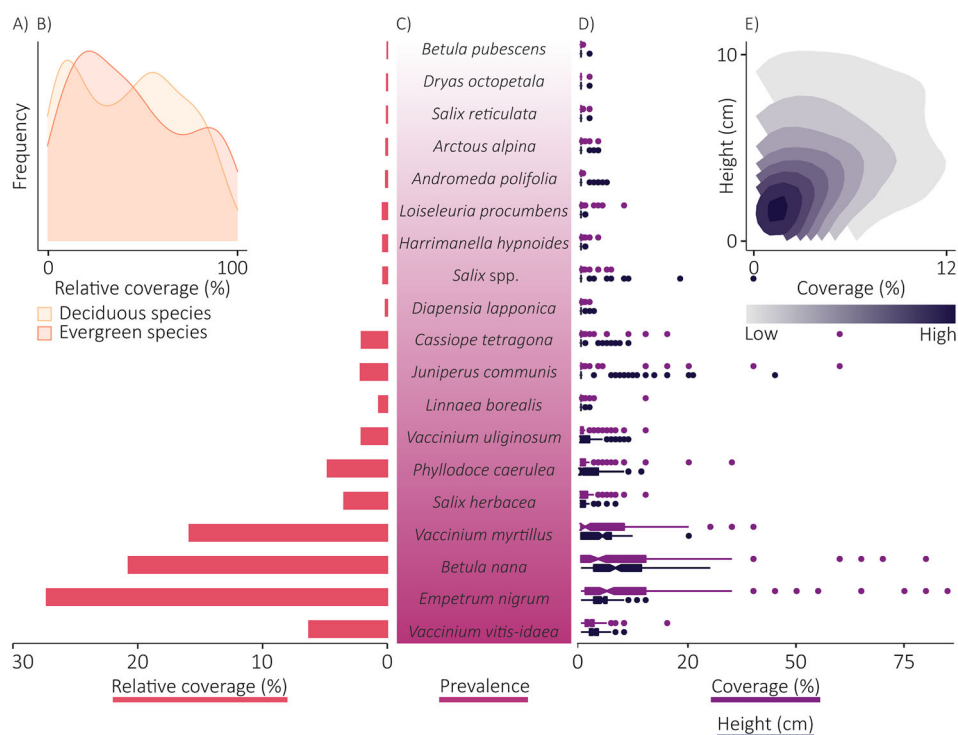 A)
B)
C)
D)
E)
Frequency
0
100
Relative coverage (%)
Deciduous species
Evergreen species
Betula pubescens
Dryas octopetala
Salix reticulata
Arctous alpina
Andromeda polifolia
Loiseleuria procumbens
Harrimanella hypnoides
Salix spp.
Diapensia lapponica
Cassiope tetragona
Juniperus communis
Linnaea borealis
Vaccinium uliginosum
Phyllodoce caerulea
Salix herbacea
Vaccinium myrtillus
Betula nana
Empetrum nigrum
Vaccinium vitis-idaea
10
Height (cm)
0
0
12
Coverage (%)
Low
High
30
20
10
0
Relative coverage (%)
Prevalence
0
20
50
75
Coverage (%)
Height (cm)